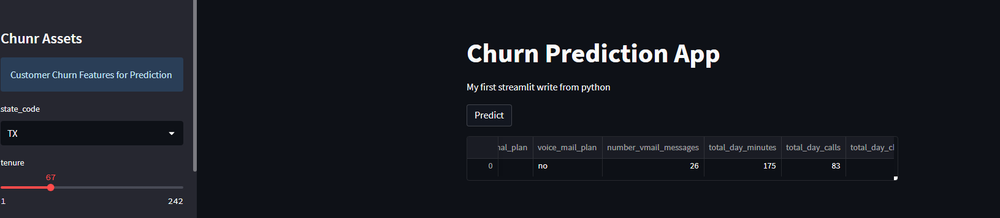 Chunr Assets
Customer Churn Features for Prediction
state_code
TX
tenure
67
1 242
Churn Prediction App
My first streamlit write from python
Predict
nal_plan voice_mail_plan number_vmail_messages total_day_minutes total_day_calls total_day_cl
0 no 26 175 83